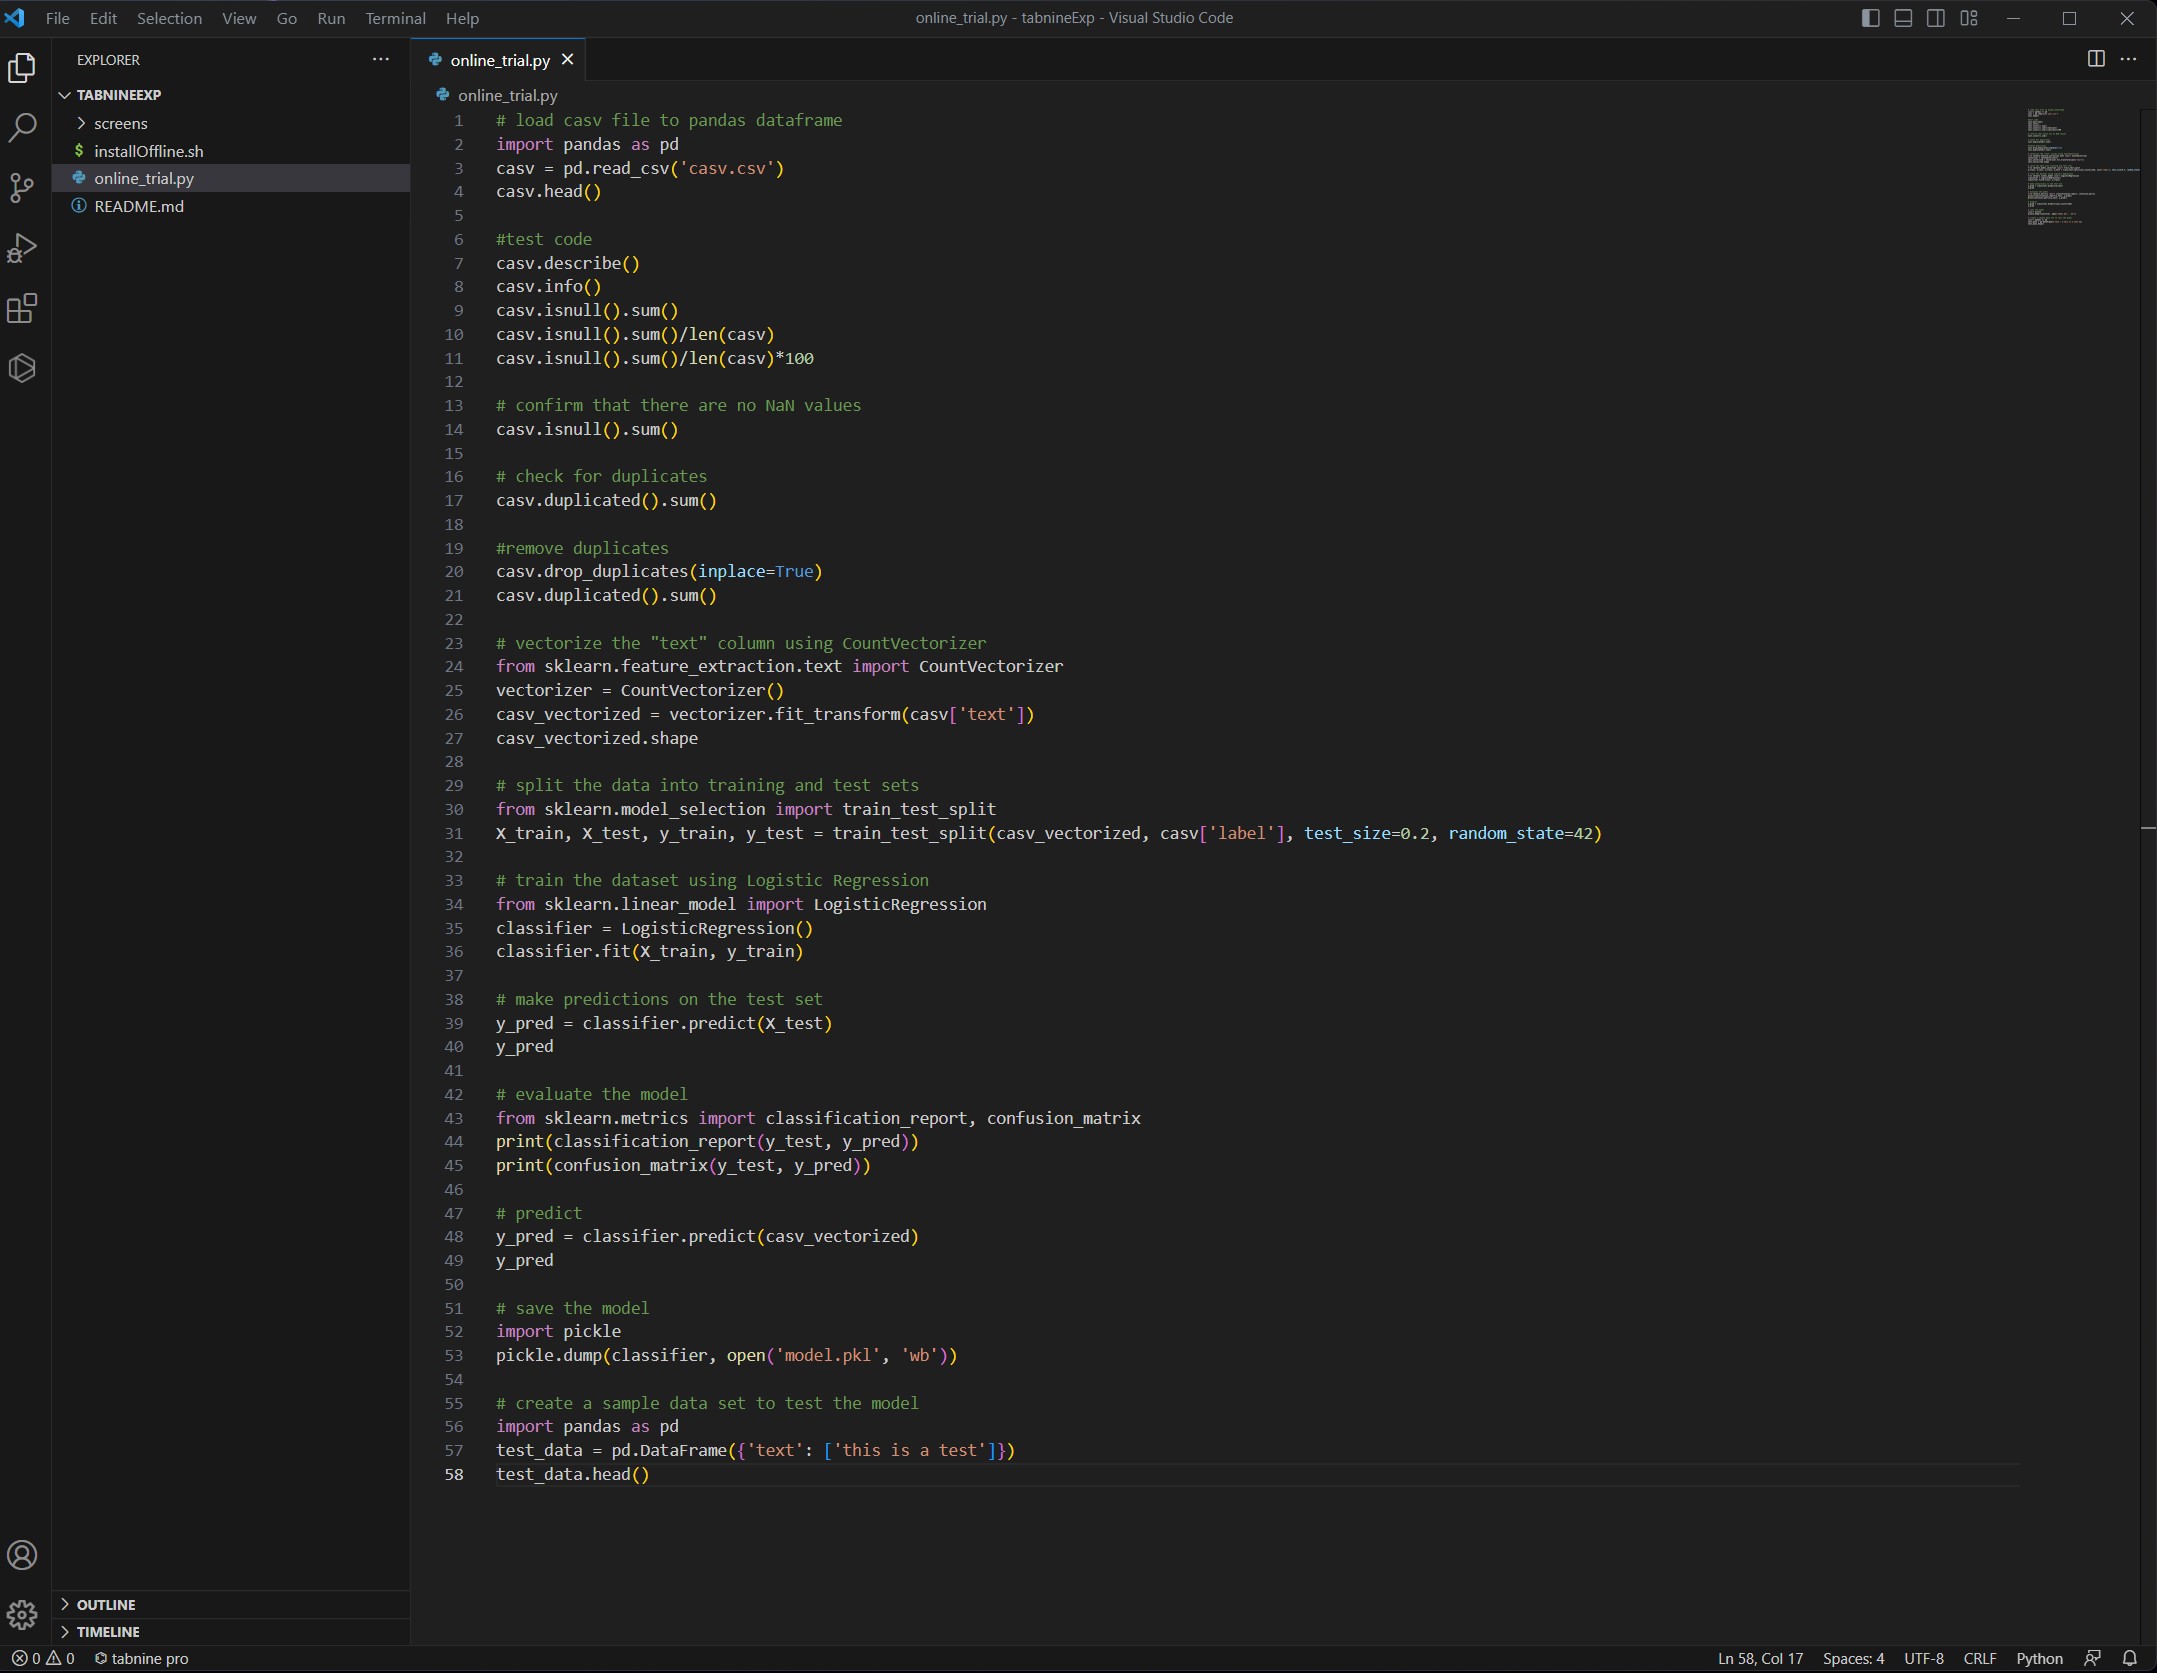 File Edit Selection View Go Run Terminal Help
online_trial.py - tabnineExp - Visual Studio Code
EXPLORER
TABNINEEXP
screens
$ installOffline.sh
online_trial.py
README.md
OUTLINE
TIMELINE
online_trial.py
online_trial.py
1 # load casv file to pandas dataframe
2 import pandas as pd
3 casv = pd.read_csv('casv.csv')
4 casv.head()
5
6 #test code
7 casv.describe()
8 casv.info()
9 casv.isnull().sum()
10 casv.isnull().sum()/len(casv)
11 casv.isnull().sum()/len(casv)*100
12
13 # confirm that there are no NaN values
14 casv.isnull().sum()
15
16 # check for duplicates
17 casv.duplicated().sum()
18
19 #remove duplicates
20 casv.drop_duplicates(inplace=True)
21 casv.duplicated().sum()
22
23 # vectorize the "text" column using CountVectorizer
24 from sklearn.feature_extraction.text import CountVectorizer
25 vectorizer = CountVectorizer()
26 casv_vectorized = vectorizer.fit_transform(casv['text'])
27 casv_vectorized.shape
28
29 # split the data into training and test sets
30 from sklearn.model_selection import train_test_split
31 X_train, X_test, y_train, y_test = train_test_split(casv_vectorized, casv['label'], test_size=0.2, random_state=42)
32
33 # train the dataset using Logistic Regression
34 from sklearn.linear_model import LogisticRegression
35 classifier = LogisticRegression()
36 classifier.fit(X_train, y_train)
37
38 # make predictions on the test set
39 y_pred = classifier.predict(X_test)
40 y_pred
41
42 # evaluate the model
43 from sklearn.metrics import classification_report, confusion_matrix
44 print(classification_report(y_test, y_pred))
45 print(confusion_matrix(y_test, y_pred))
46
47 # predict
48 y_pred = classifier.predict(casv_vectorized)
49 y_pred
50
51 # save the model
52 import pickle
53 pickle.dump(classifier, open('model.pkl', 'wb'))
54
55 # create a sample data set to test the model
56 import pandas as pd
57 test_data = pd.DataFrame({'text': ['this is a test']})
58 test_data.head()
0 0 tabnine pro
Ln 58, Col 17 Spaces: 4 UTF-8 CRLF Python